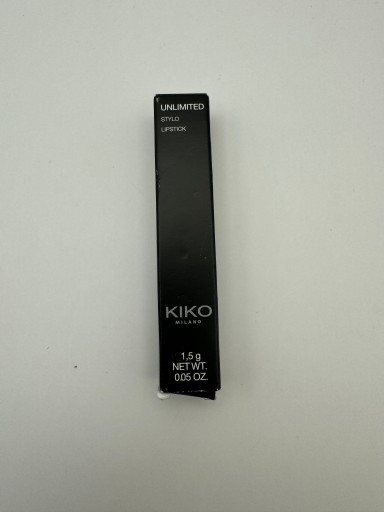 UNLIMITED
STYLO
LIPSTICK
KIKO
MILANO
1,5 g
NET WT.
0.05 OZ.